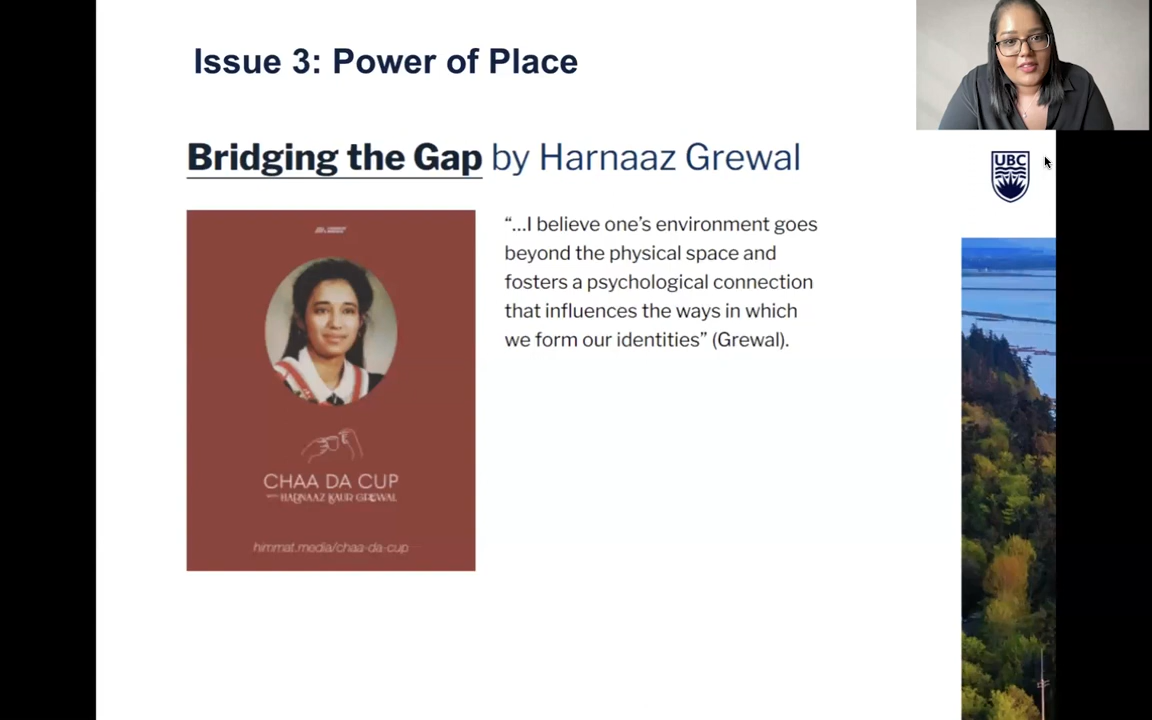 Issue 3: Power of Place
Bridging the Gap by Harnaaz Grewal
UBC
“...I believe one’s environment goes
beyond the physical space and
fosters a psychological connection
that influences the ways in which
we form our identities” (Grewal).
CHAA DA CUP
WITH HARNAAZ KAUR GREWAL
himmat.media/chaa-da-cup